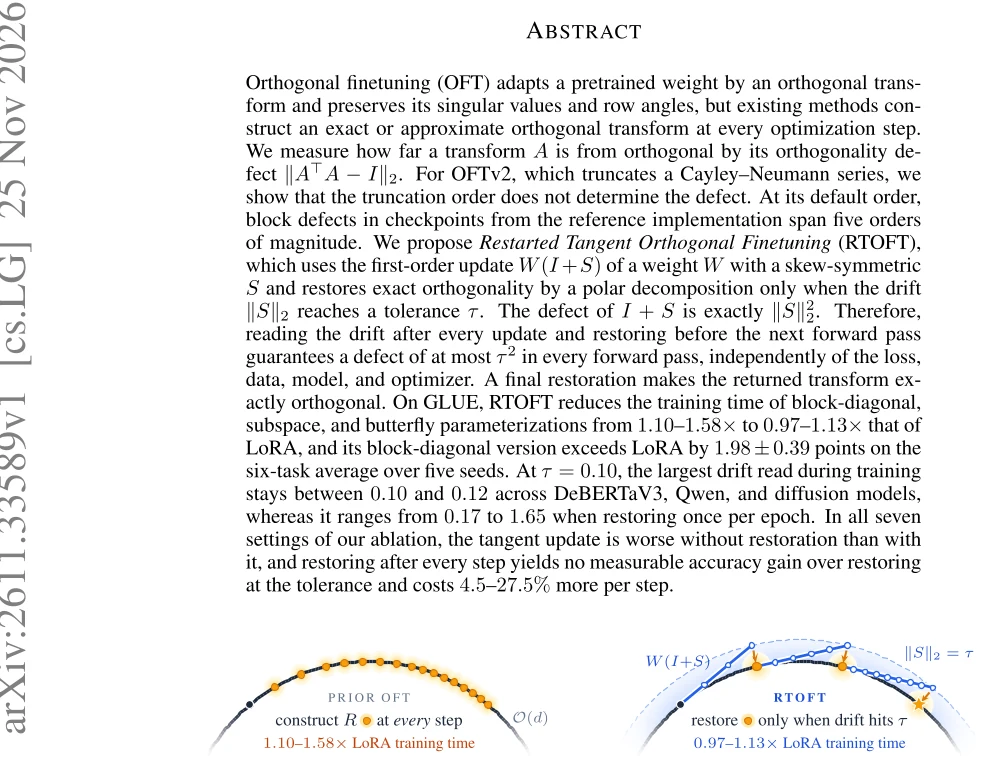 arXiv:2611.33589v1 [cs.LG] 25 Nov 2026
ABSTRACT
Orthogonal finetuning (OFT) adapts a pretrained weight by an orthogonal trans-
form and preserves its singular values and row angles, but existing methods con-
struct an exact or approximate orthogonal transform at every optimization step.
We measure how far a transform A is from orthogonal by its orthogonality de-
fect ∥A⊤A − I∥₂. For OFTv2, which truncates a Cayley–Neumann series, we
show that the truncation order does not determine the defect. At its default order,
block defects in checkpoints from the reference implementation span five orders
of magnitude. We propose Restarted Tangent Orthogonal Finetuning (RTOFT),
which uses the first-order update W(I+S) of a weight W with a skew-symmetric
S and restores exact orthogonality by a polar decomposition only when the drift
∥S∥₂ reaches a tolerance τ. The defect of I + S is exactly ∥S∥₂². Therefore,
reading the drift after every update and restoring before the next forward pass
guarantees a defect of at most τ² in every forward pass, independently of the loss,
data, model, and optimizer. A final restoration makes the returned transform ex-
actly orthogonal. On GLUE, RTOFT reduces the training time of block-diagonal,
subspace, and butterfly parameterizations from 1.10–1.58× to 0.97–1.13× that of
LoRA, and its block-diagonal version exceeds LoRA by 1.98 ± 0.39 points on the
six-task average over five seeds. At τ = 0.10, the largest drift read during training
stays between 0.10 and 0.12 across DeBERTaV3, Qwen, and diffusion models,
whereas it ranges from 0.17 to 1.65 when restoring once per epoch. In all seven
settings of our ablation, the tangent update is worse without restoration than with
it, and restoring after every step yields no measurable accuracy gain over restoring
at the tolerance and costs 4.5–27.5% more per step.
PRIOR OFT
construct R at every step
1.10–1.58× LoRA training time
O(d)
W(I+S)
∥S∥₂ = τ
RTOFT
restore only when drift hits τ
0.97–1.13× LoRA training time